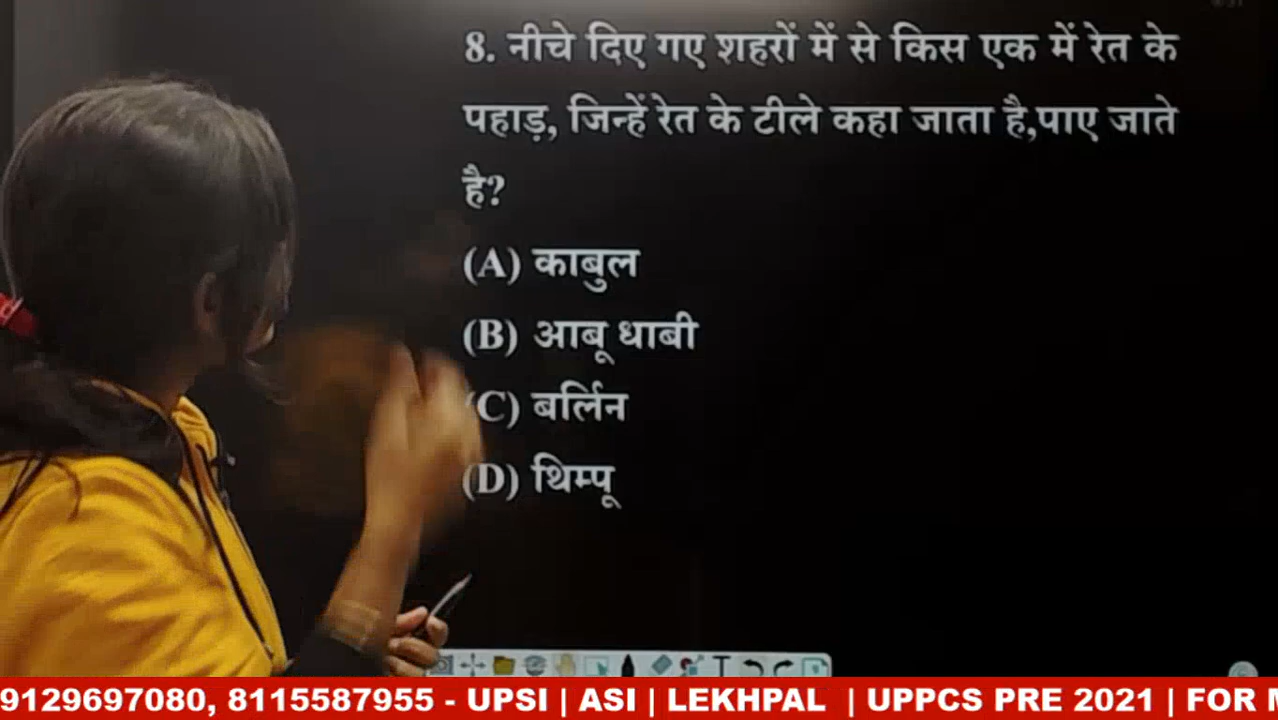 8. नीचे दिए गए शहरों में से किस एक में रेत के
पहाड़, जिन्हें रेत के टीले कहा जाता है,पाए जाते
है?
(A) काबुल
(B) आबू धाबी
(C) बर्लिन
(D) थिम्पू
9129697080, 8115587955 - UPSI | ASI | LEKHPAL | UPPCS PRE 2021 | FOR